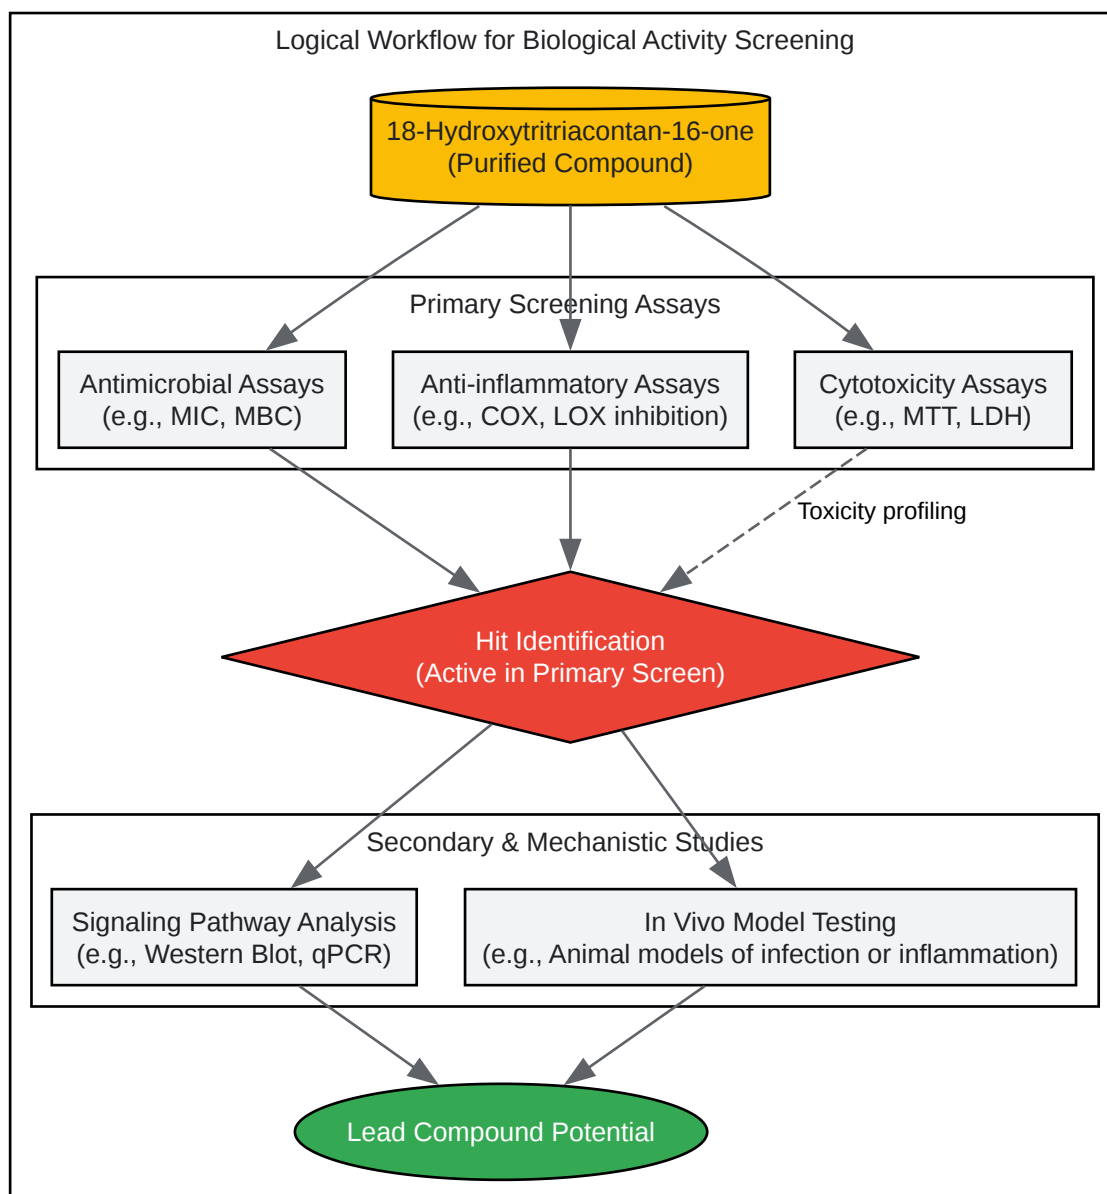 Logical Workflow for Biological Activity Screening
18-Hydroxytritriacontan-16-one
(Purified Compound)
Primary Screening Assays
Antimicrobial Assays
(e.g., MIC, MBC)
Anti-inflammatory Assays
(e.g., COX, LOX inhibition)
Cytotoxicity Assays
(e.g., MTT, LDH)
Toxicity profiling
Hit Identification
(Active in Primary Screen)
Secondary & Mechanistic Studies
Signaling Pathway Analysis
(e.g., Western Blot, qPCR)
In Vivo Model Testing
(e.g., Animal models of infection or inflammation)
Lead Compound Potential